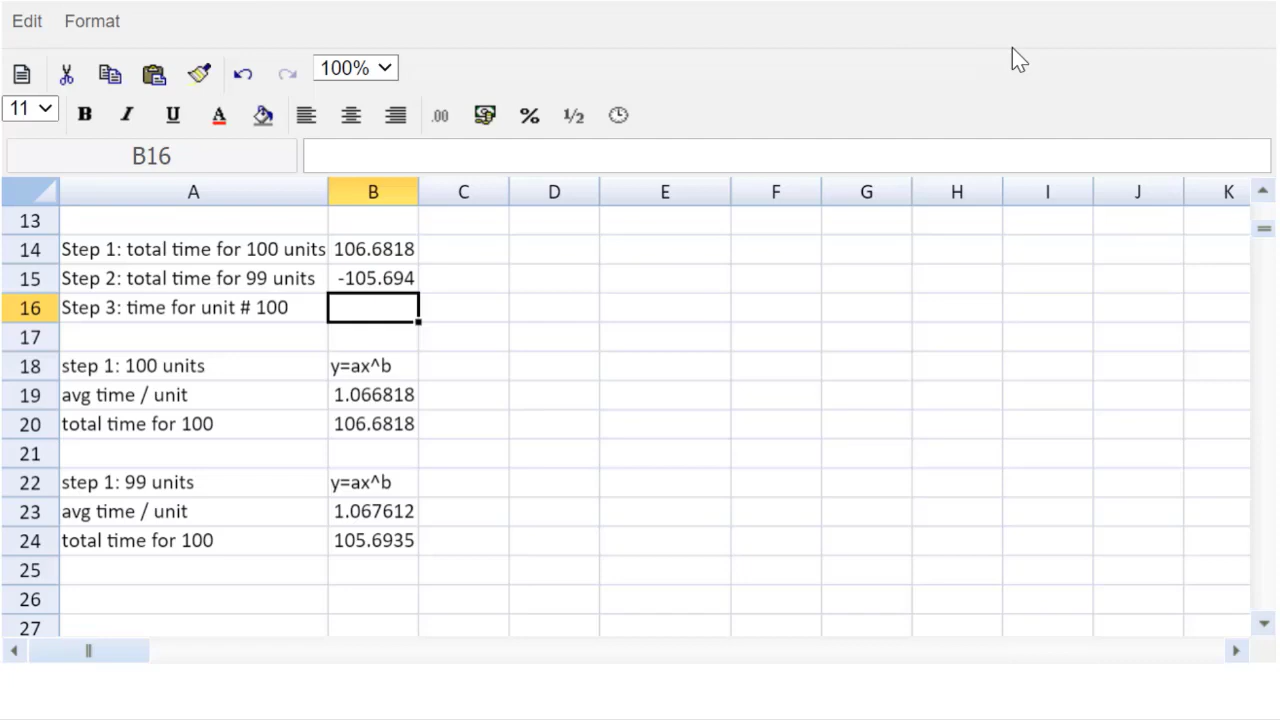 Edit Format
100%
11 B I U A .00 % 1/2
B16
A B C D E F G H I J K
13
14 Step 1: total time for 100 units 106.6818
15 Step 2: total time for 99 units -105.694
16 Step 3: time for unit # 100
17
18 step 1: 100 units y=ax^b
19 avg time / unit 1.066818
20 total time for 100 106.6818
21
22 step 1: 99 units y=ax^b
23 avg time / unit 1.067612
24 total time for 100 105.6935
25
26
27